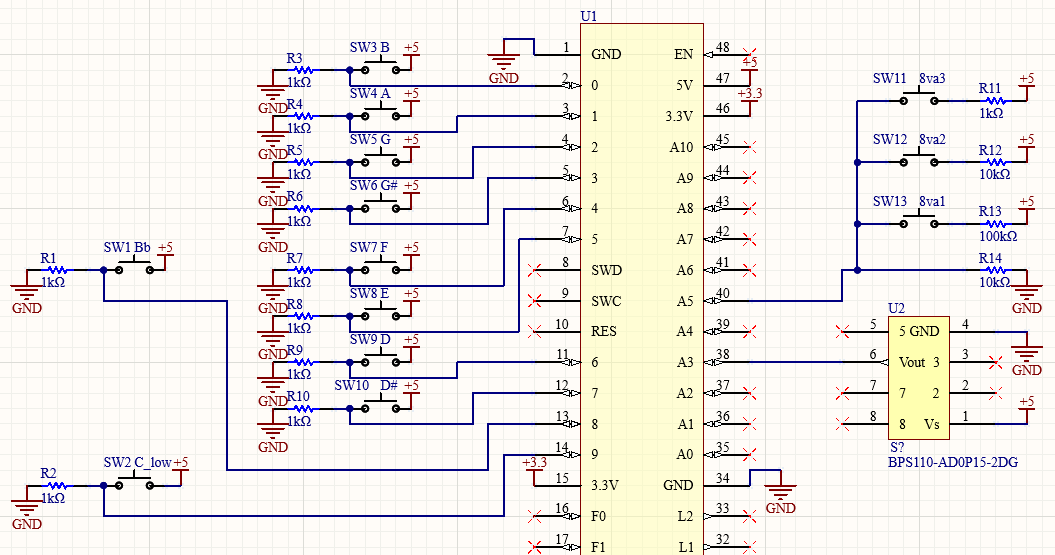 U1
1 GND EN 48
2 0 5V 47 +5
3 1 3.3V 46 +3.3
4 2 A10 45
5 3 A9 44
6 4 A8 43
7 5 A7 42
8 SWD A6 41
9 SWC A5 40
10 RES A4 39
11 6 A3 38
12 7 A2 37
13 8 A1 36
14 9 A0 35
15 3.3V GND 34
16 F0 L2 33
17 F1 L1 32
GND
+3.3
GND
R3 SW3 B +5
1kΩ
GND
R4 SW4 A +5
1kΩ
GND
R5 SW5 G +5
1kΩ
GND
R6 SW6 G# +5
1kΩ
GND
R7 SW7 F +5
1kΩ
GND
R8 SW8 E +5
1kΩ
GND
R9 SW9 D +5
1kΩ
GND
R10 SW10 D# +5
1kΩ
GND
R1 SW1 Bb +5
1kΩ
GND
R2 SW2 C_low +5
1kΩ
GND
SW11 8va3 R11 +5
1kΩ
SW12 8va2 R12 +5
10kΩ
SW13 8va1 R13 +5
100kΩ
R14
10kΩ
GND
U2
5 5 GND 4
6 Vout 3 3
7 7 2 2
8 8 Vs 1
GND
+5
S?
BPS110-AD0P15-2DG